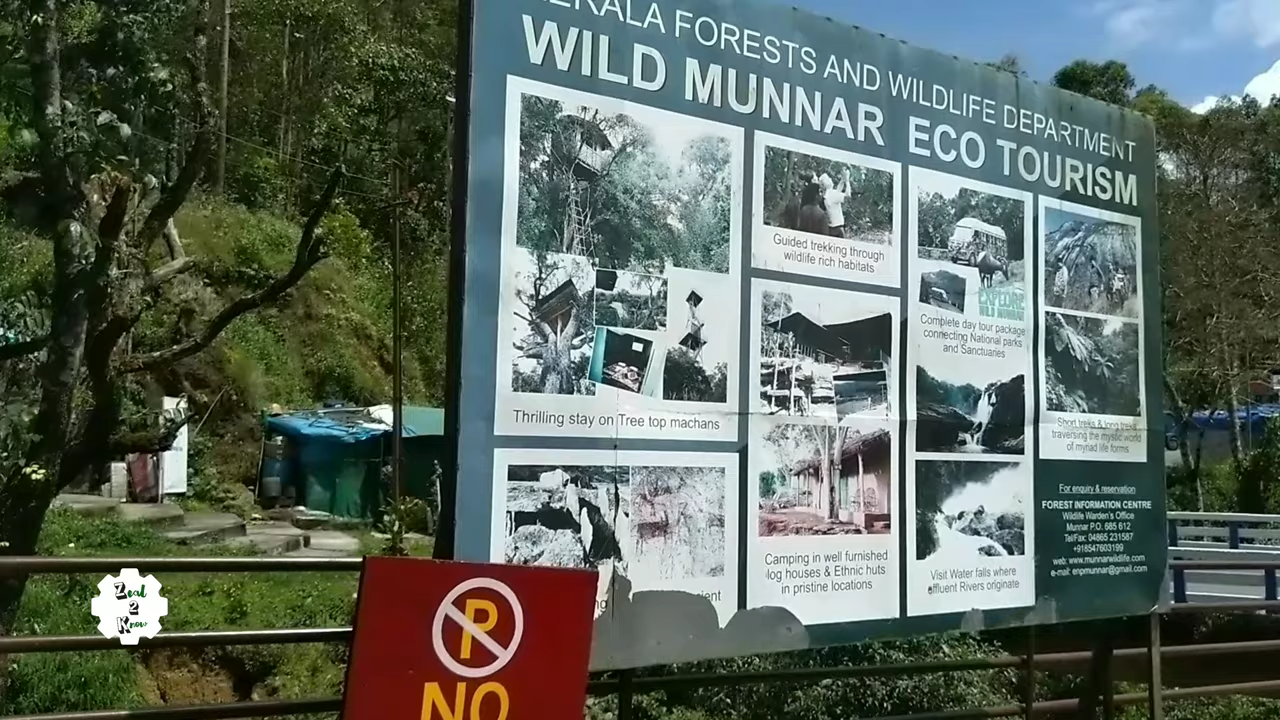 KERALA FORESTS AND WILDLIFE DEPARTMENT
WILD MUNNAR ECO TOURISM
Thrilling stay on Tree top machans
Guided trekking through
wildlife rich habitats
Camping in well furnished
log houses & Ethnic huts
in pristine locations
EXPLORE
WILD MUNNAR
Complete day tour package
connecting National parks
and Sanctuaries
Visit Water falls where
affluent Rivers originate
Short treks & long treks
traversing the mystic world
of myriad life forms
For enquiry & reservation
FOREST INFORMATION CENTRE
Wildlife Warden's Office
Munnar P.O. 685 612
Tel/Fax: 04865 231587
+918547603199
web: www.munnarwildlife.com
e-mail: enpmunnar@gmail.com
P
NO
Zeal
2
Know